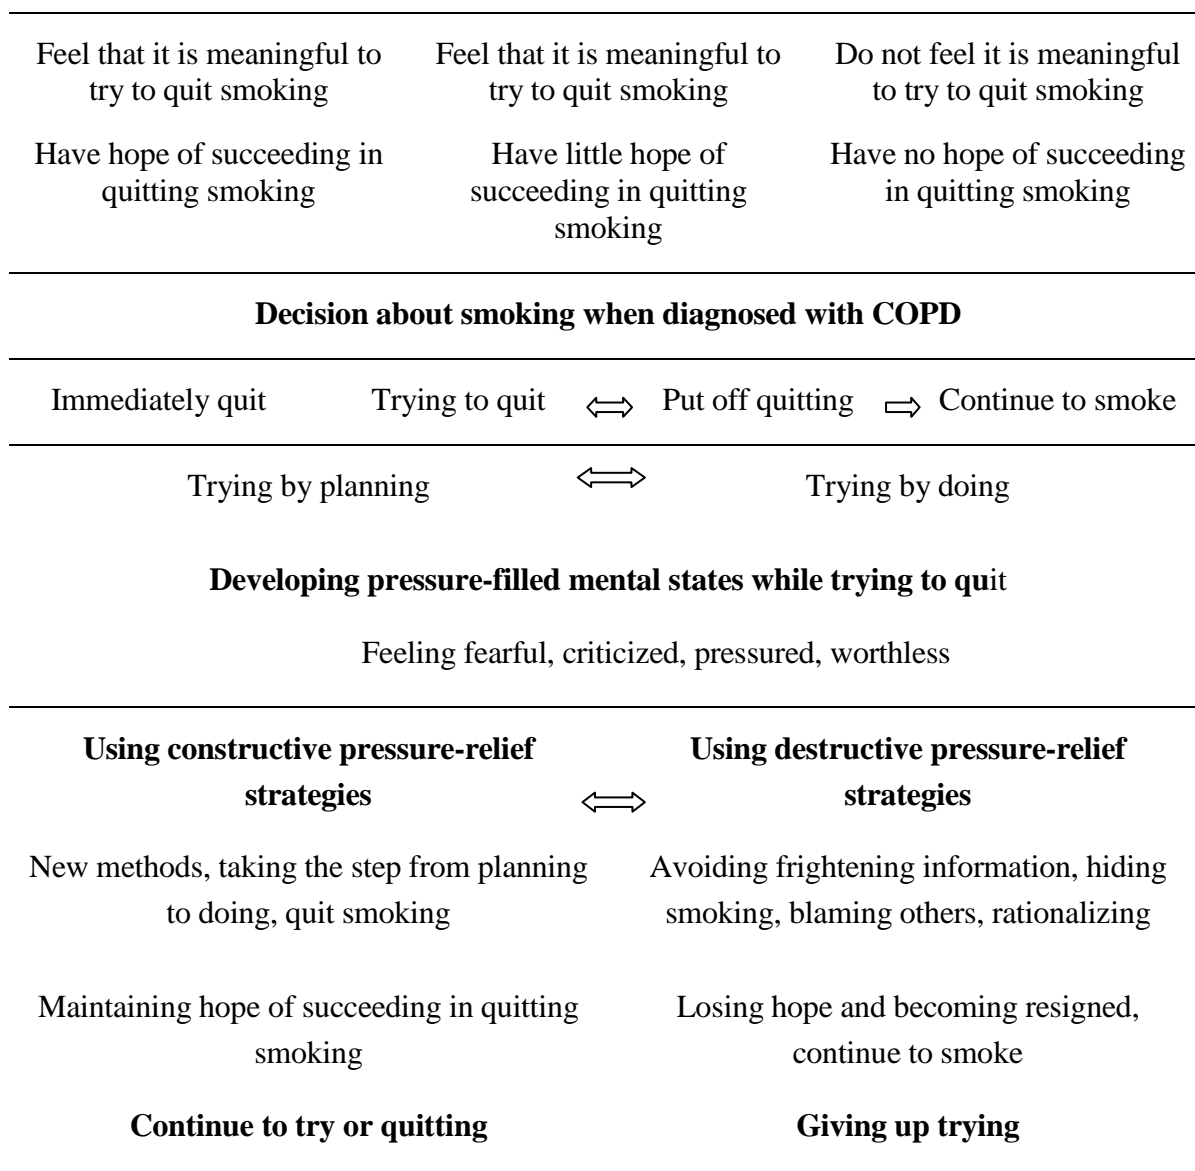 Feel that it is meaningful to
try to quit smoking
Feel that it is meaningful to
try to quit smoking
Do not feel it is meaningful
to try to quit smoking
Have hope of succeeding in
quitting smoking
Have little hope of
succeeding in quitting
smoking
Have no hope of succeeding
in quitting smoking
Decision about smoking when diagnosed with COPD
Immediately quit Trying to quit ⇔ Put off quitting ⇨ Continue to smoke
Trying by planning ⇔ Trying by doing
Developing pressure-filled mental states while trying to quit
Feeling fearful, criticized, pressured, worthless
Using constructive pressure-relief
strategies
⇔
Using destructive pressure-relief
strategies
New methods, taking the step from planning
to doing, quit smoking
Avoiding frightening information, hiding
smoking, blaming others, rationalizing
Maintaining hope of succeeding in quitting
smoking
Losing hope and becoming resigned,
continue to smoke
Continue to try or quitting
Giving up trying